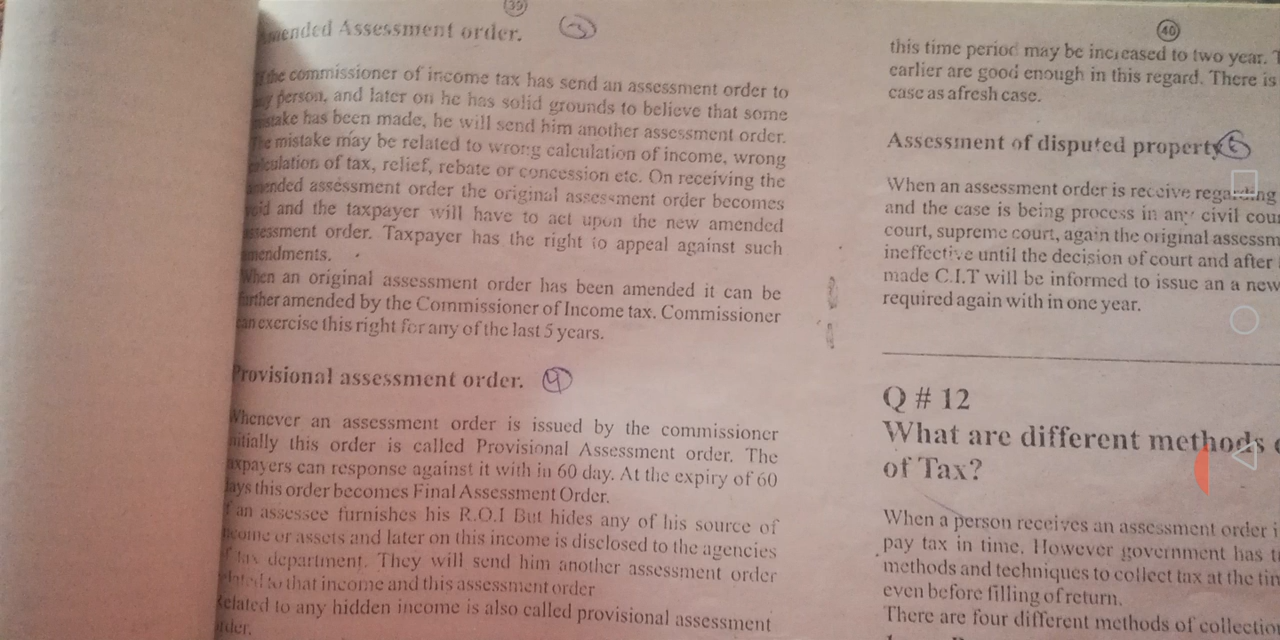 39
Amended Assessment order. 3
If the commissioner of income tax has send an assessment order to
any person, and later on he has solid grounds to believe that some
mistake has been made, he will send him another assessment order.
The mistake may be related to wrong calculation of income, wrong
calculation of tax, relief, rebate or concession etc. On receiving the
amended assessment order the original assessment order becomes
void and the taxpayer will have to act upon the new amended
assessment order. Taxpayer has the right to appeal against such
amendments.
When an original assessment order has been amended it can be
further amended by the Commissioner of Income tax. Commissioner
can exercise this right for any of the last 5 years.
Provisional assessment order. 4
Whenever an assessment order is issued by the commissioner
initially this order is called Provisional Assessment order. The
taxpayers can response against it with in 60 day. At the expiry of 60
days this order becomes Final Assessment Order.
If an assessee furnishes his R.O.I But hides any of his source of
income or assets and later on this income is disclosed to the agencies
of tax department. They will send him another assessment order
related to that income and this assessment order
Related to any hidden income is also called provisional assessment
order.
40
this time period may be increased to two year.
earlier are good enough in this regard. There is
case as afresh case.
Assessment of disputed property
When an assessment order is receive regarding
and the case is being process in any civil
court, supreme court, again the original
ineffective until the decision of court and after
made C.I.T will be informed to issue an a new
required again with in one year.
Q # 12
What are different methods
of Tax?
When a person receives an assessment order
pay tax in time. However government has
methods and techniques to collect tax at the
even before filling of return.
There are four different methods of